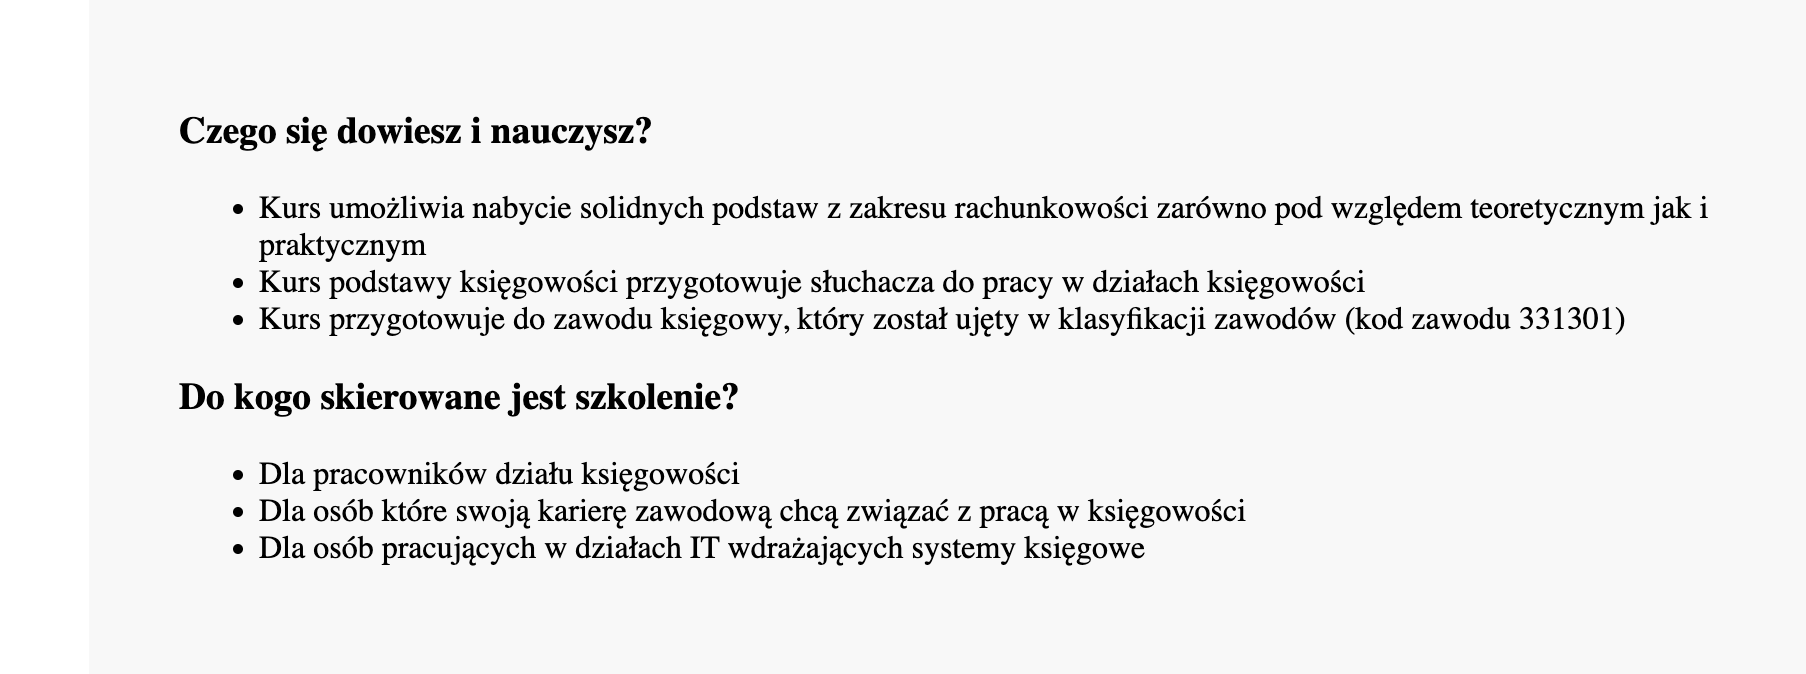 Czego się dowiesz i nauczysz?
• Kurs umożliwia nabycie solidnych podstaw z zakresu rachunkowości zarówno pod względem teoretycznym jak i
praktycznym
• Kurs podstawy księgowości przygotowuje słuchacza do pracy w działach księgowości
• Kurs przygotowuje do zawodu księgowy, który został ujęty w klasyfikacji zawodów (kod zawodu 331301)
Do kogo skierowane jest szkolenie?
• Dla pracowników działu księgowości
• Dla osób które swoją karierę zawodową chcą związać z pracą w księgowości
• Dla osób pracujących w działach IT wdrażających systemy księgowe